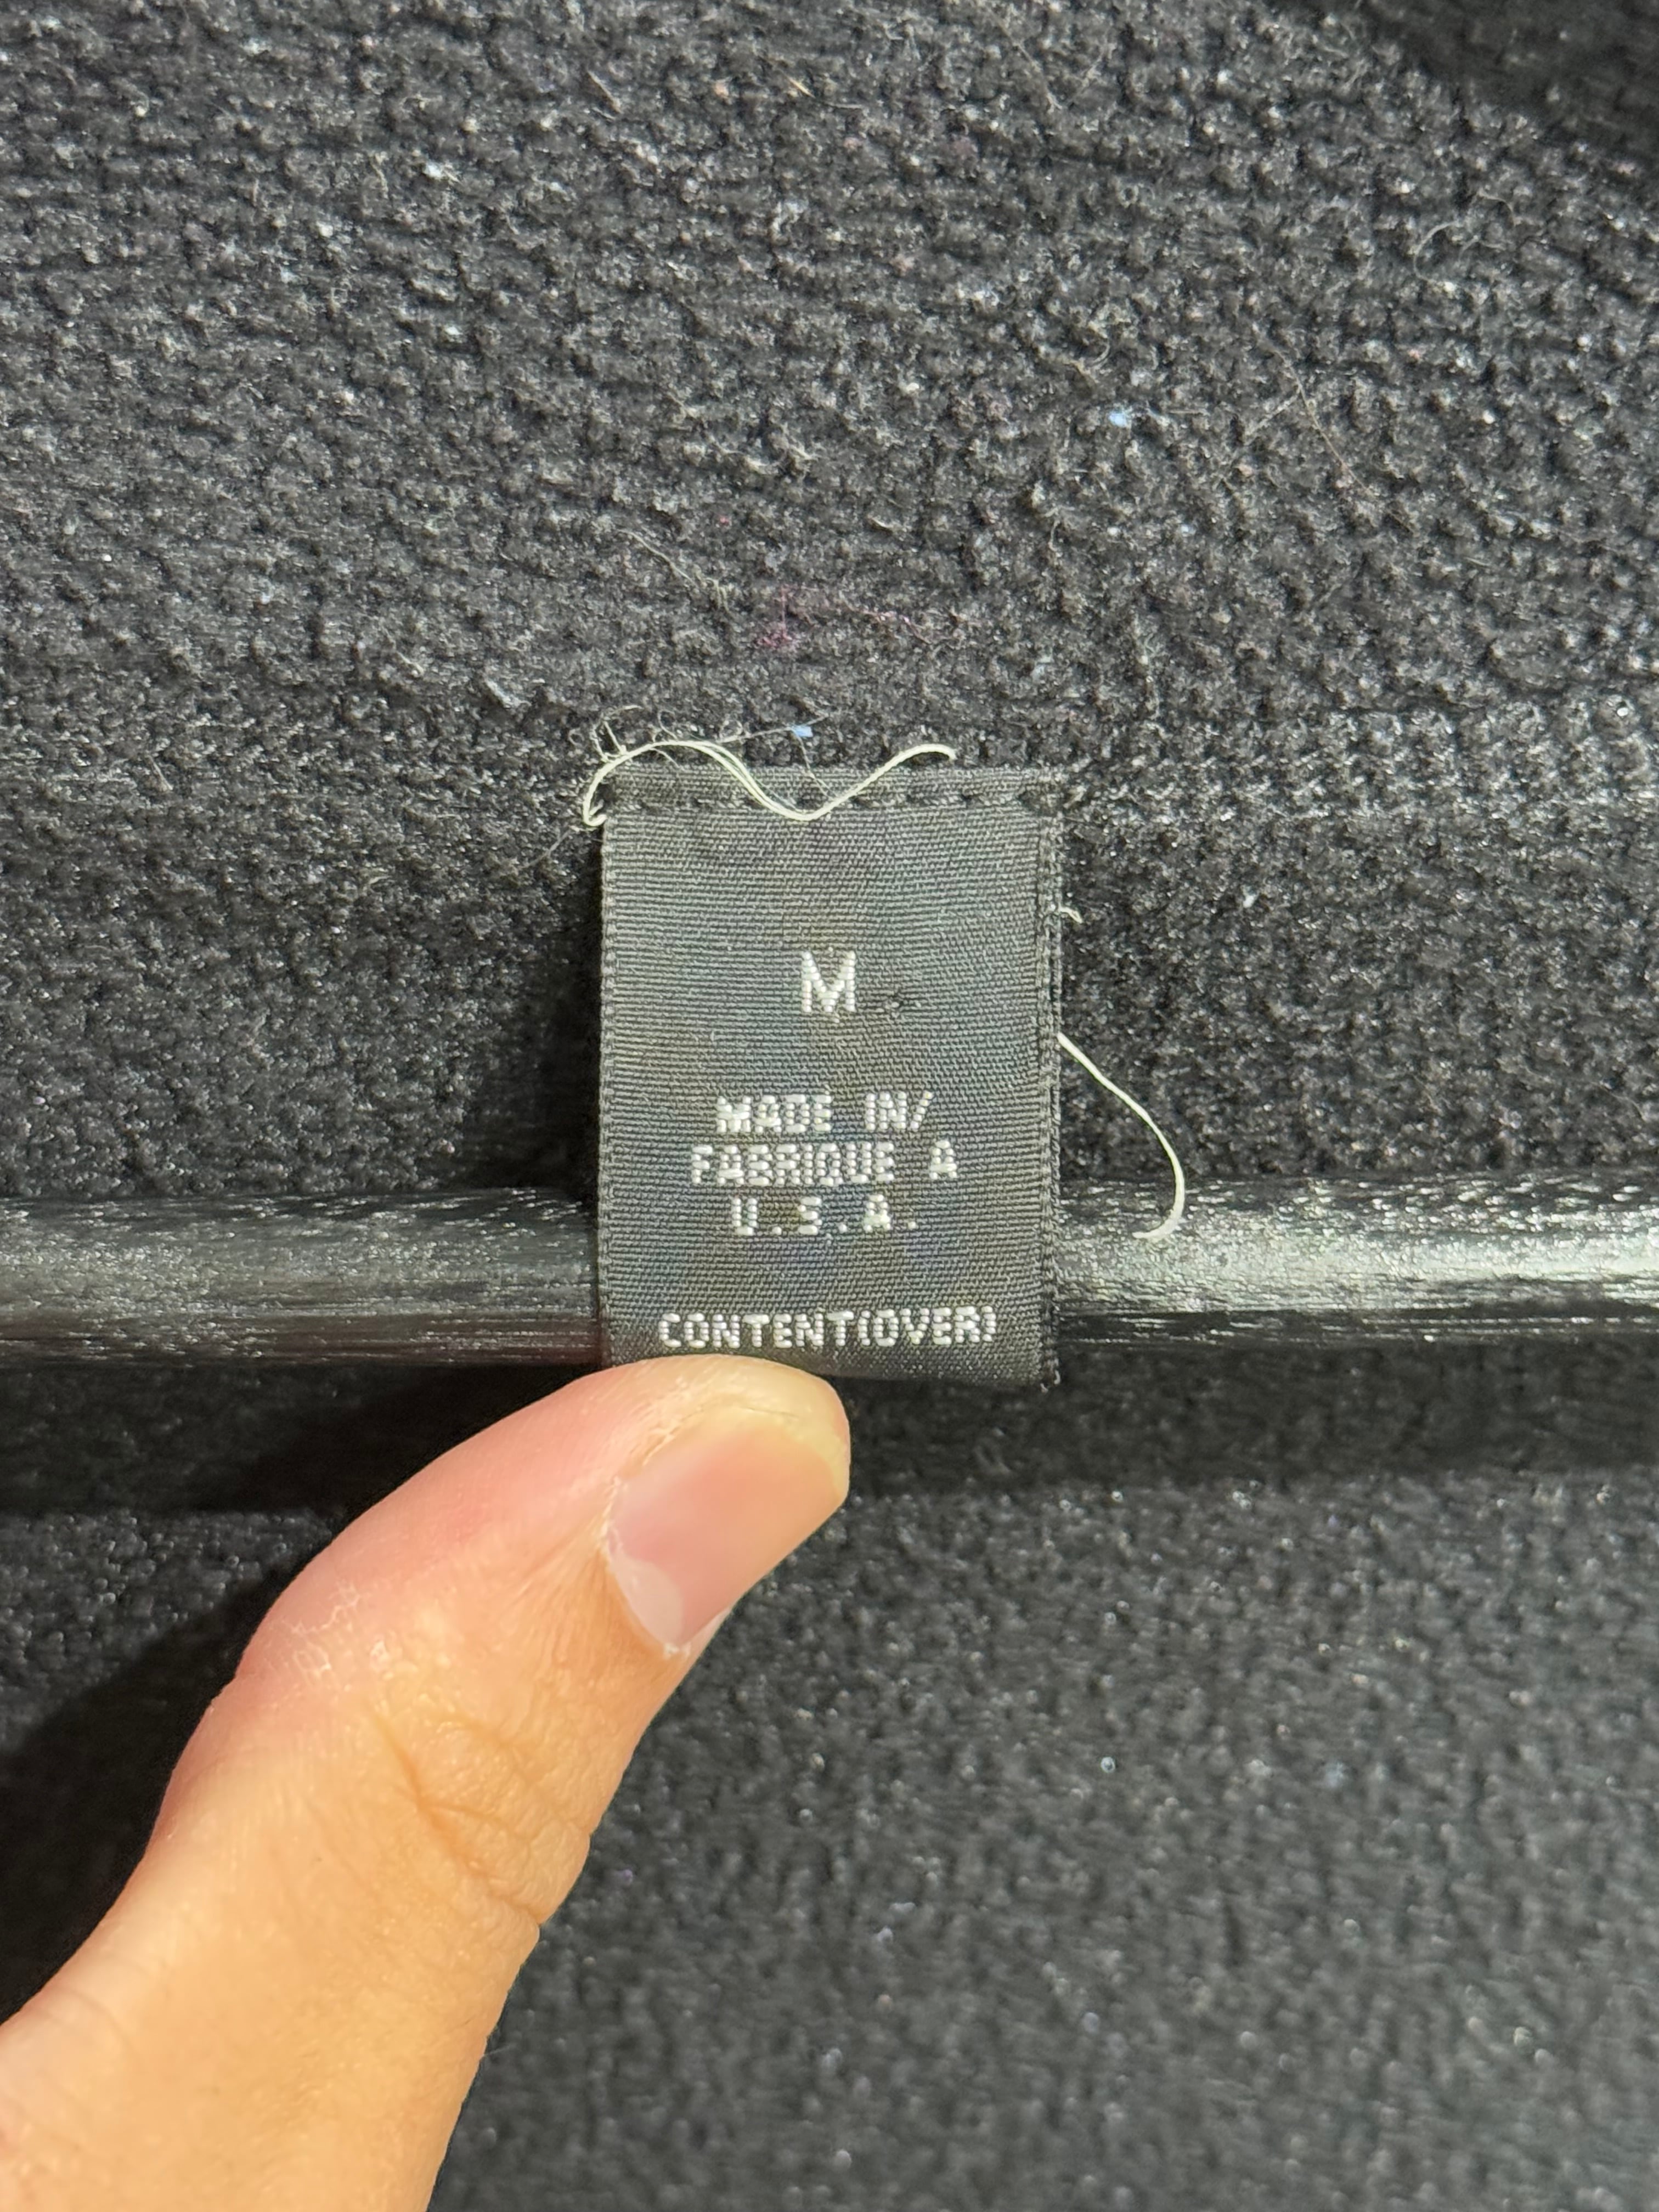 M
MADE IN/
FABRIQUE A
U.S.A.
CONTENT(OVER)